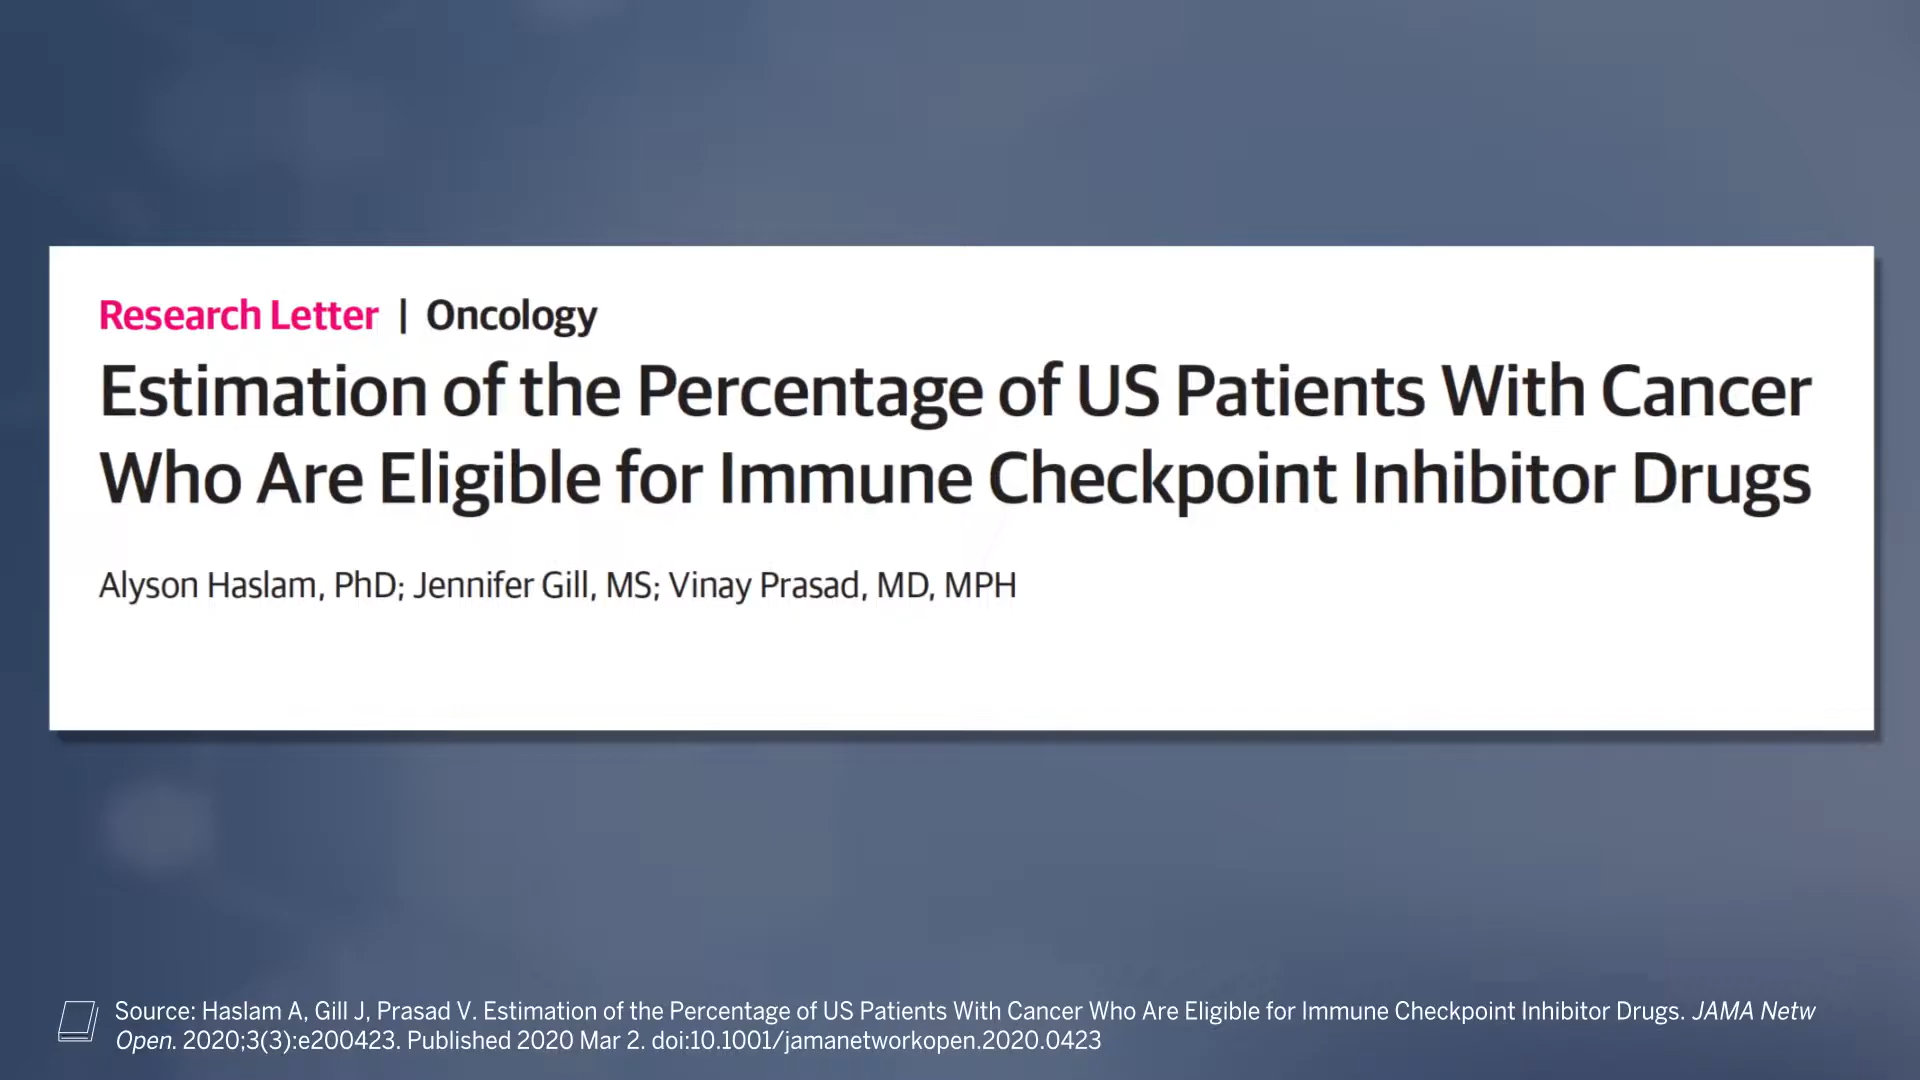 Research Letter | Oncology
Estimation of the Percentage of US Patients With Cancer
Who Are Eligible for Immune Checkpoint Inhibitor Drugs
Alyson Haslam, PhD; Jennifer Gill, MS; Vinay Prasad, MD, MPH
Source: Haslam A, Gill J, Prasad V. Estimation of the Percentage of US Patients With Cancer Who Are Eligible for Immune Checkpoint Inhibitor Drugs. JAMA Netw
Open. 2020;3(3):e200423. Published 2020 Mar 2. doi:10.1001/jamanetworkopen.2020.0423